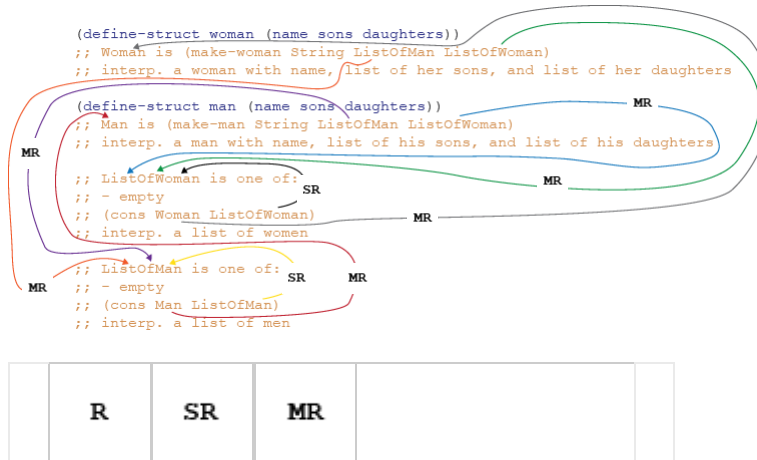 (define-struct woman (name sons daughters))
;; Woman is (make-woman String ListOfMan ListOfWoman)
;; interp. a woman with name, list of her sons, and list of her daughters
(define-struct man (name sons daughters))
MR
;; Man is (make-man String ListOfMan ListOfWoman)
;; interp. a man with name, list of his sons, and list of his daughters
MR
;; ListOfWoman is one of:
MR
SR
;; - empty
;; (cons Woman ListOfWoman)
MR
;; interp. a list of women
;; ListOfMan is one of:
SR
MR
;; - empty
MR
;; (cons Man ListOfMan)
;; interp. a list of men
R SR MR